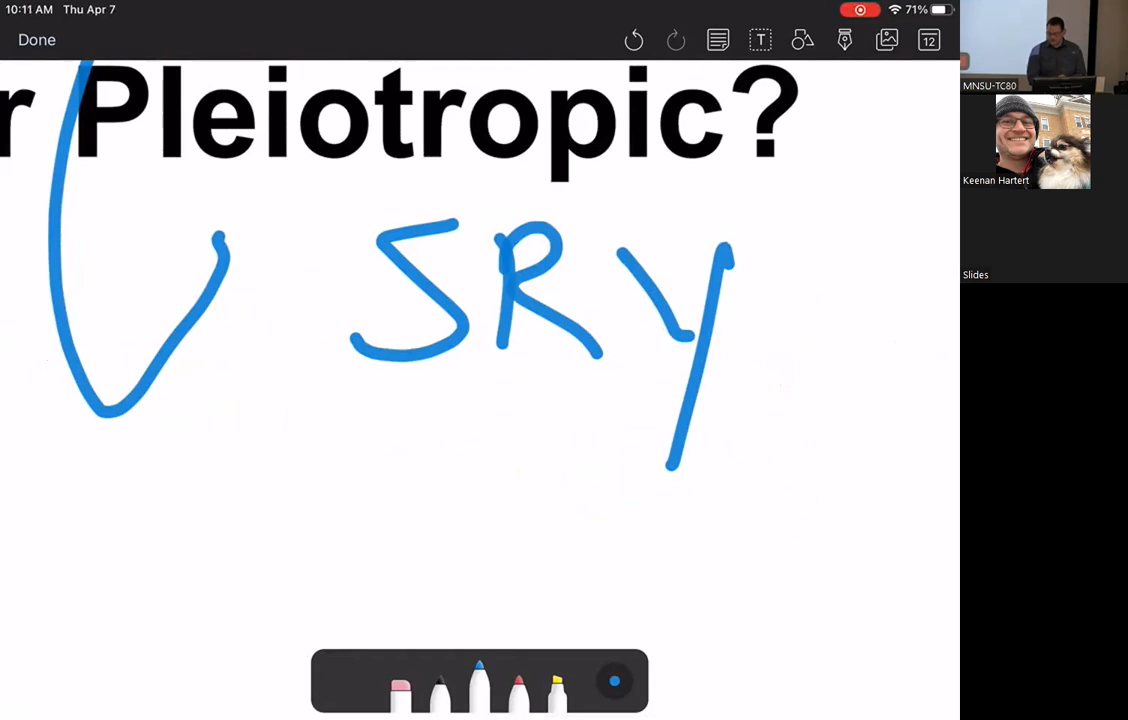 10:11 AM Thu Apr 7
71%
Done
T
12
r Pleiotropic?
SRY
MNSU-TC80
Keenan Hartert
Slides